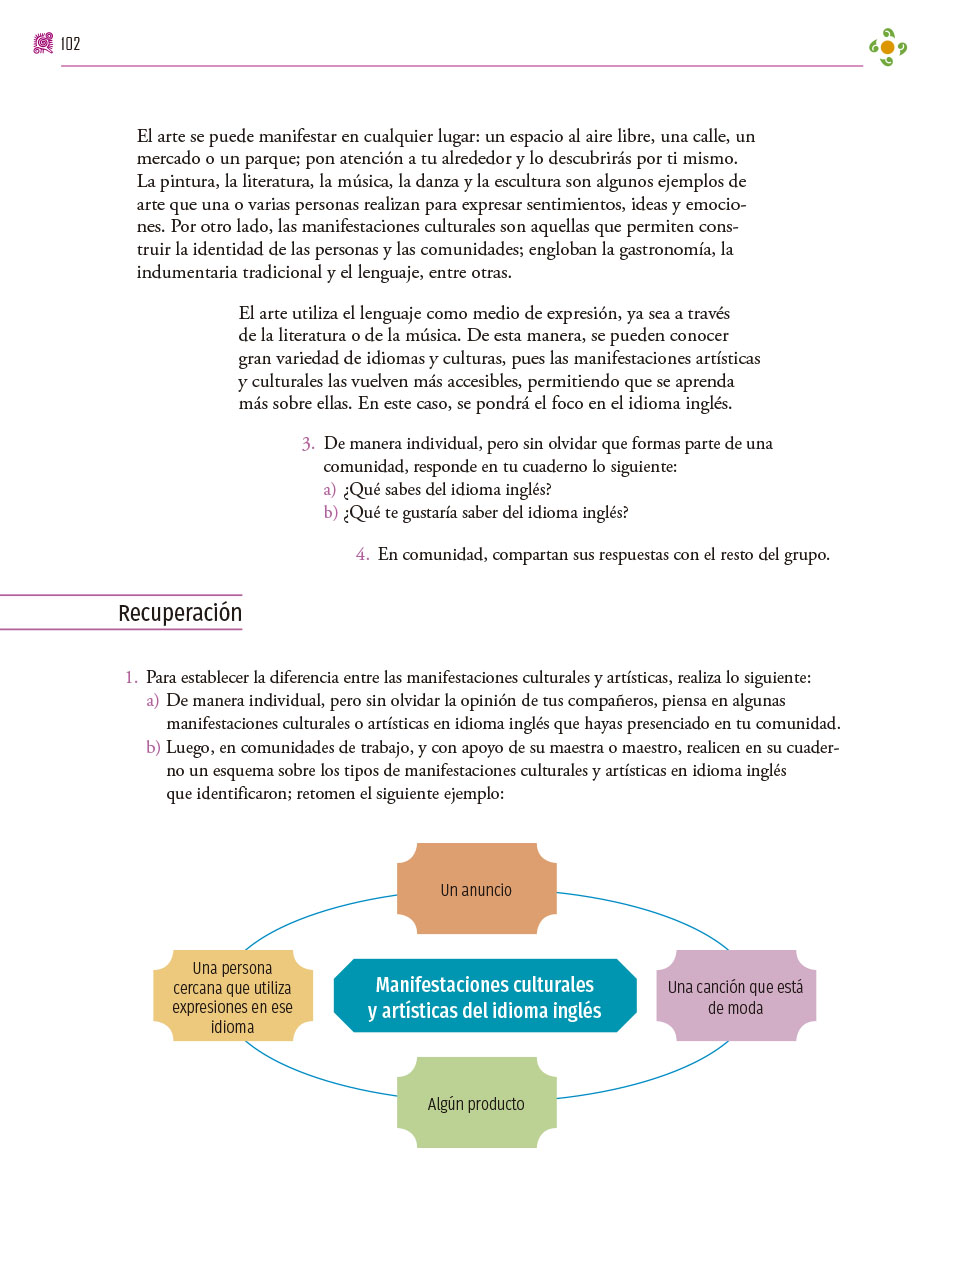 102
El arte se puede manifestar en cualquier lugar: un espacio al aire libre, una calle, un
mercado o un parque; pon atención a tu alrededor y lo descubrirás por ti mismo.
La pintura, la literatura, la música, la danza y la escultura son algunos ejemplos de
arte que una o varias personas realizan para expresar sentimientos, ideas y emocio-
nes. Por otro lado, las manifestaciones culturales son aquellas que permiten cons-
truir la identidad de las personas y las comunidades; engloban la gastronomía, la
indumentaria tradicional y el lenguaje, entre otras.
El arte utiliza el lenguaje como medio de expresión, ya sea a través
de la literatura o de la música. De esta manera, se pueden conocer
gran variedad de idiomas y culturas, pues las manifestaciones artísticas
y culturales las vuelven más accesibles, permitiendo que se aprenda
más sobre ellas. En este caso, se pondrá el foco en el idioma inglés.
3. De manera individual, pero sin olvidar que formas parte de una
comunidad, responde en tu cuaderno lo siguiente:
a) ¿Qué sabes del idioma inglés?
b) ¿Qué te gustaría saber del idioma inglés?
4. En comunidad, compartan sus respuestas con el resto del grupo.
Recuperación
1. Para establecer la diferencia entre las manifestaciones culturales y artísticas, realiza lo siguiente:
a) De manera individual, pero sin olvidar la opinión de tus compañeros, piensa en algunas
manifestaciones culturales o artísticas en idioma inglés que hayas presenciado en tu comunidad.
b) Luego, en comunidades de trabajo, y con apoyo de su maestra o maestro, realicen en su cuader-
no un esquema sobre los tipos de manifestaciones culturales y artísticas en idioma inglés
que identificaron; retomen el siguiente ejemplo:
Un anuncio
Una persona
cercana que utiliza
expresiones en ese
idioma
Manifestaciones culturales
y artísticas del idioma inglés
Una canción que está
de moda
Algún producto